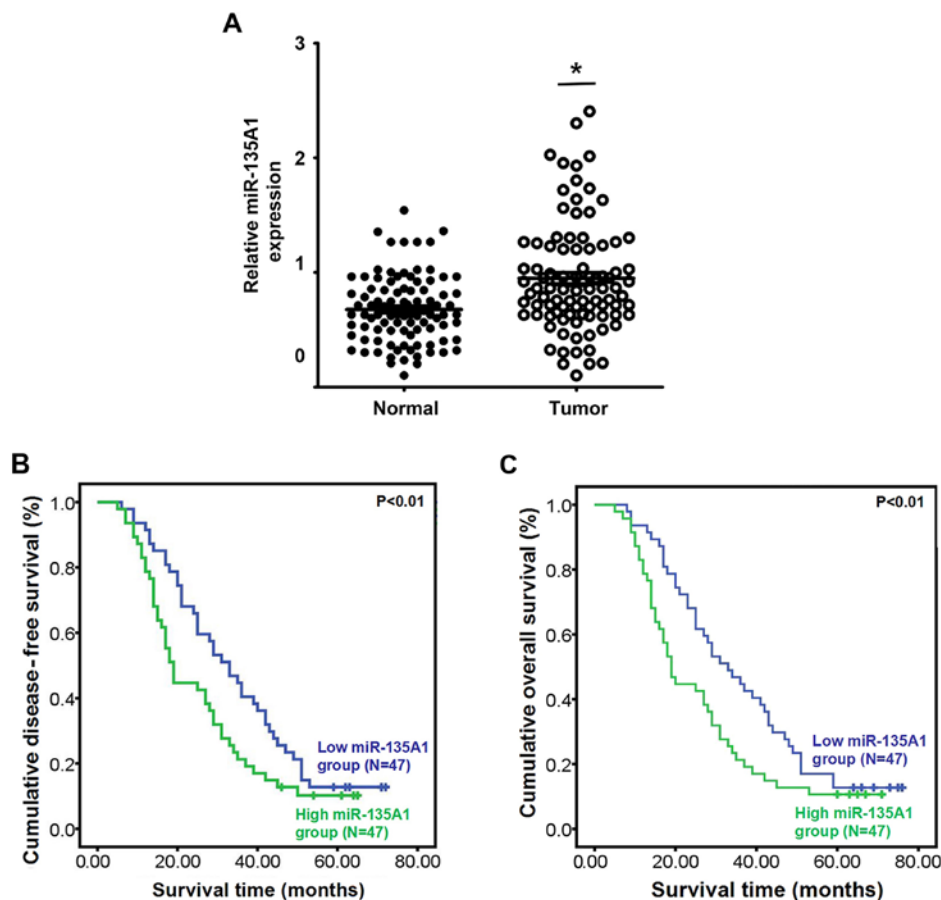 A
3
2
1
0
Relative miR-135A1
expression
*
Normal
Tumor
B
P<0.01
1.0
0.8
0.6
0.4
0.2
0.0
Cumulative disease-free survival (%)
Low miR-135A1
group (N=47)
High miR-135A1
group (N=47)
0.00 20.00 40.00 60.00 80.00
Survival time (months)
C
P<0.01
1.0
0.8
0.6
0.4
0.2
0.0
Cumulative overall survival (%)
Low miR-135A1
group (N=47)
High miR-135A1
group (N=47)
0.00 20.00 40.00 60.00 80.00
Survival time (months)